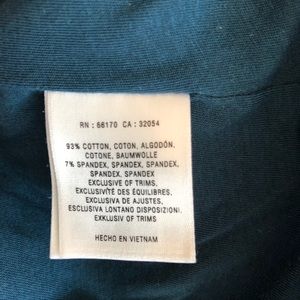 RN : 66170 CA : 32054
93% COTTON, COTON, ALGODÓN,
COTONE, BAUMWOLLE
7% SPANDEX, SPANDEX, SPANDEX,
SPANDEX, SPANDEX
EXCLUSIVE OF TRIMS,
EXCLUSIVITÉ DES ÉQUILIBRES,
EXCLUSIVA DE AJUSTES,
ESCLUSIVA LONTANO DISPOSIZIONI,
EXKLUSIV OF TRIMS
HECHO EN VIETNAM